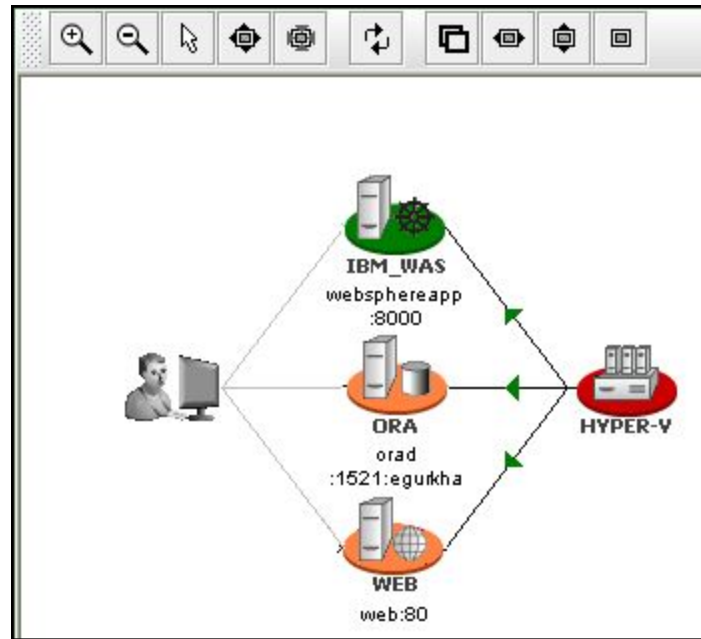 IBM_WAS
websphereapp
:8000
ORA
orad
:1521:egurkha
HYPER-V
WEB
web:80